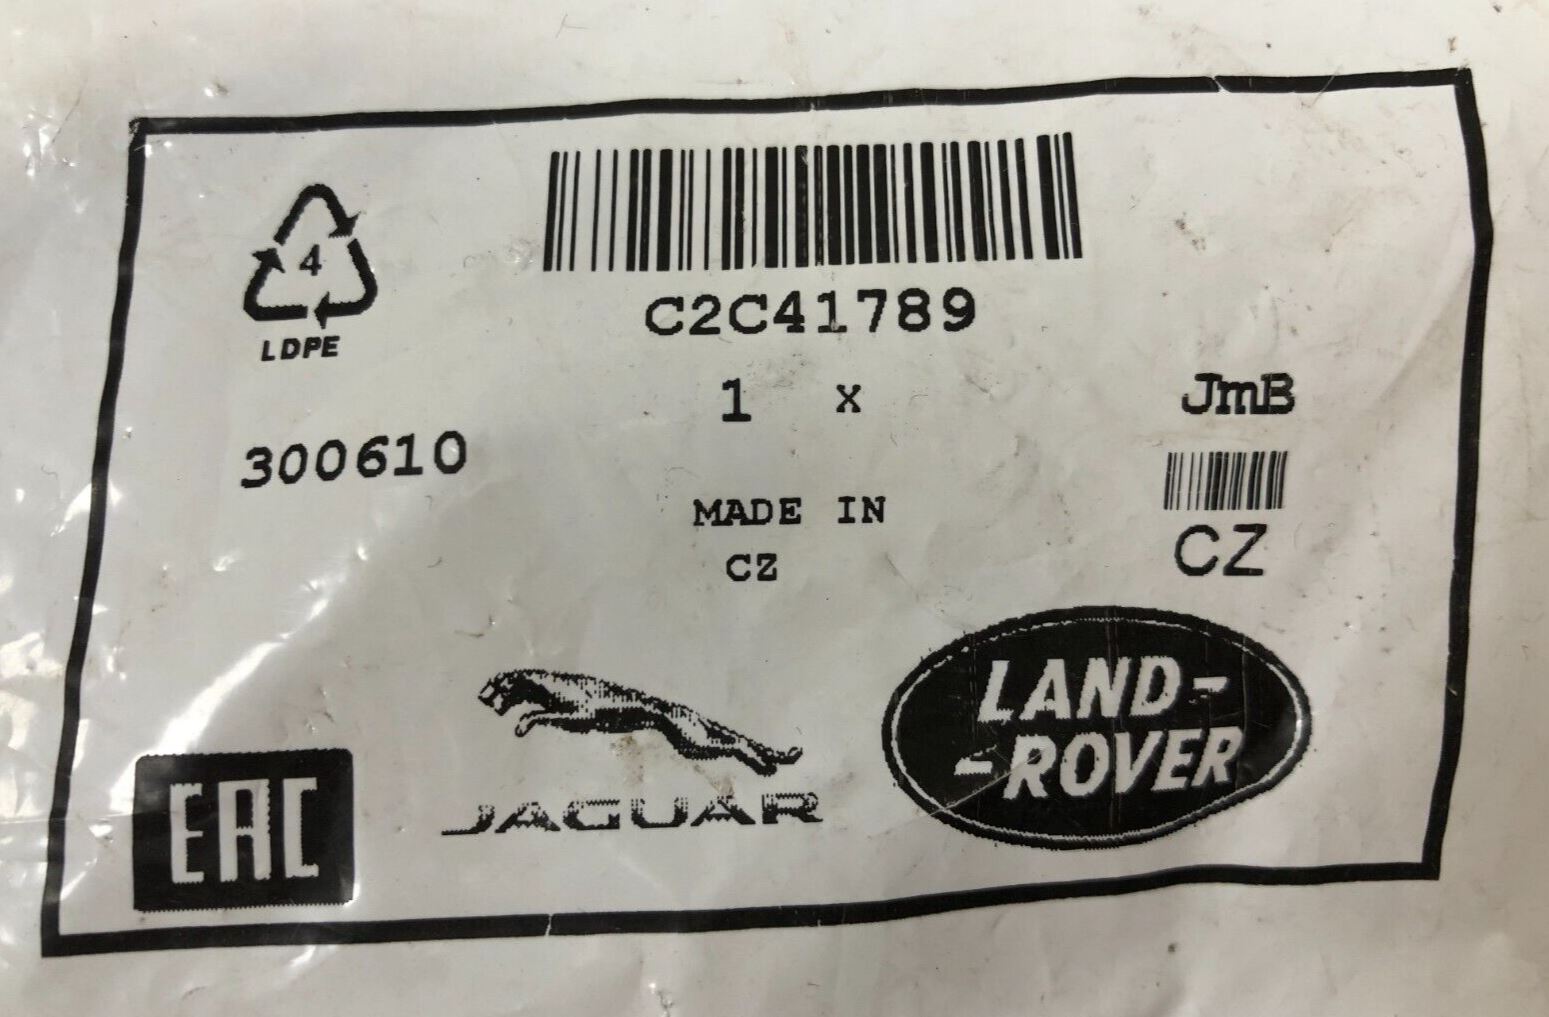 C2C41789
4
LDPE
1 x
JmB
300610
MADE IN
CZ
CZ
LAND-
-ROVER
JAGUAR
EAC